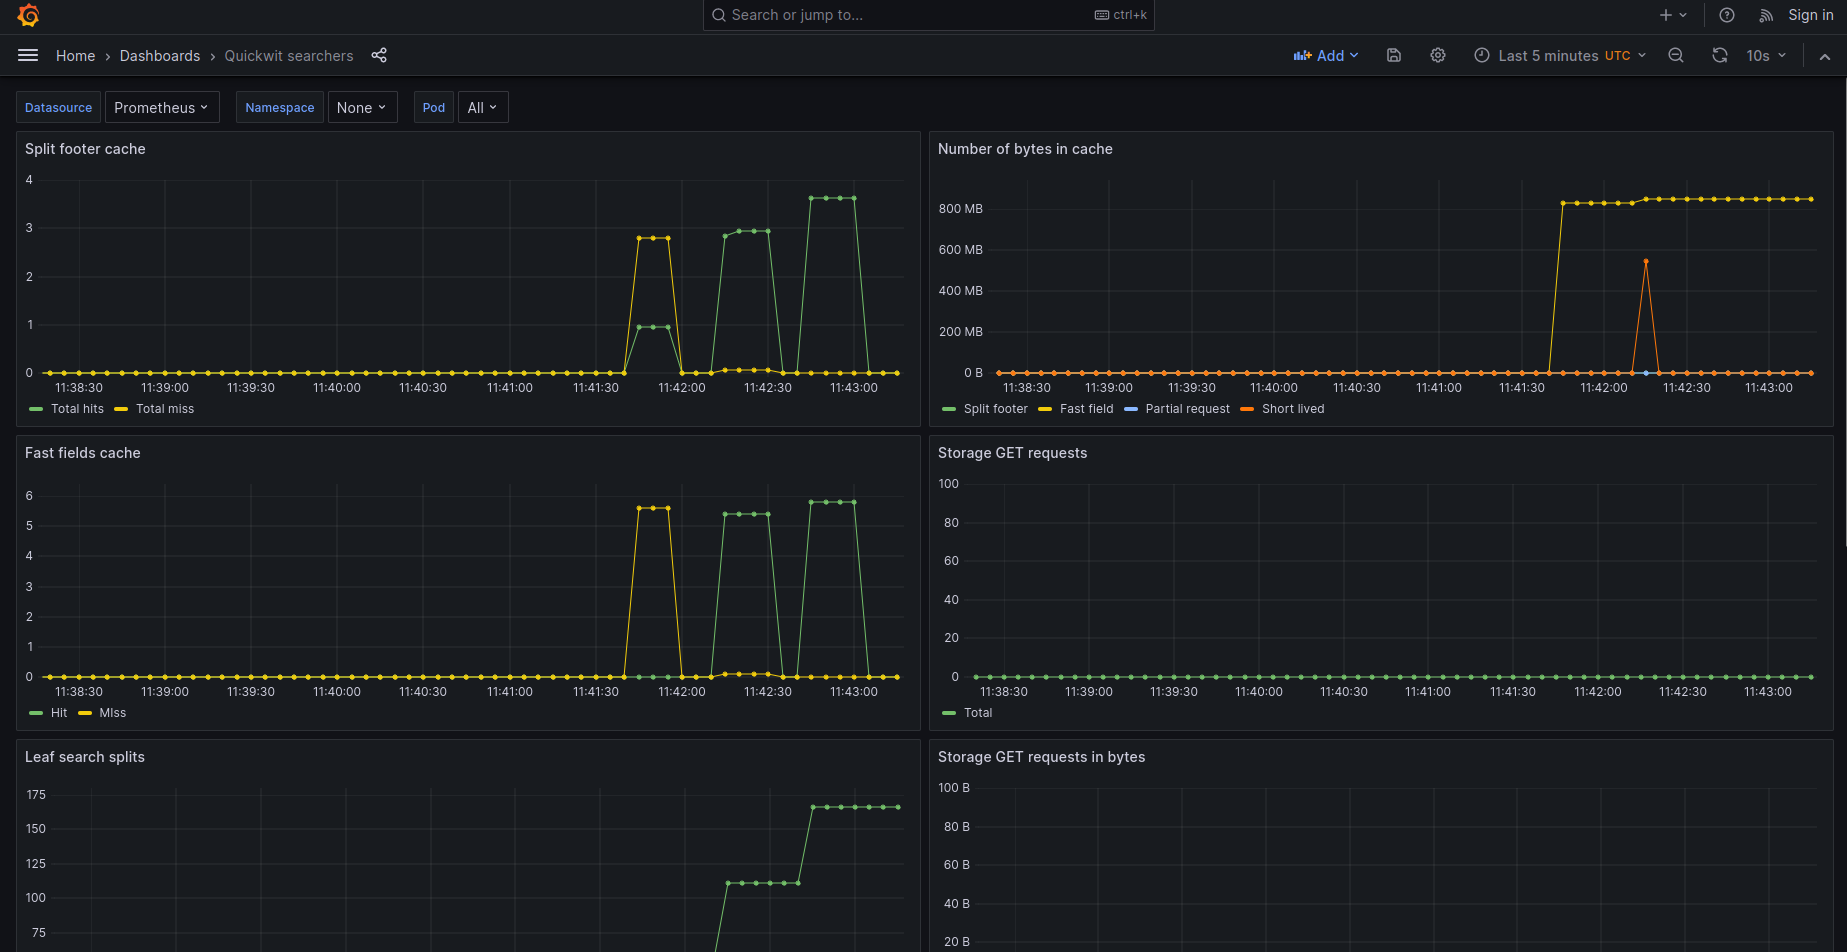 Search or jump to...
ctrl+k
Sign in
Home › Dashboards › Quickwit searchers
Add
Last 5 minutes UTC
10s
Datasource Prometheus Namespace None Pod All
Split footer cache
4
3
2
1
0
11:38:30 11:39:00 11:39:30 11:40:00 11:40:30 11:41:00 11:41:30 11:42:00 11:42:30 11:43:00
Total hits Total miss
Number of bytes in cache
800 MB
600 MB
400 MB
200 MB
0 B
11:38:30 11:39:00 11:39:30 11:40:00 11:40:30 11:41:00 11:41:30 11:42:00 11:42:30 11:43:00
Split footer Fast field Partial request Short lived
Fast fields cache
6
5
4
3
2
1
0
11:38:30 11:39:00 11:39:30 11:40:00 11:40:30 11:41:00 11:41:30 11:42:00 11:42:30 11:43:00
Hit MIss
Storage GET requests
100
80
60
40
20
0
11:38:30 11:39:00 11:39:30 11:40:00 11:40:30 11:41:00 11:41:30 11:42:00 11:42:30 11:43:00
Total
Leaf search splits
175
150
125
100
75
Storage GET requests in bytes
100 B
80 B
60 B
40 B
20 B